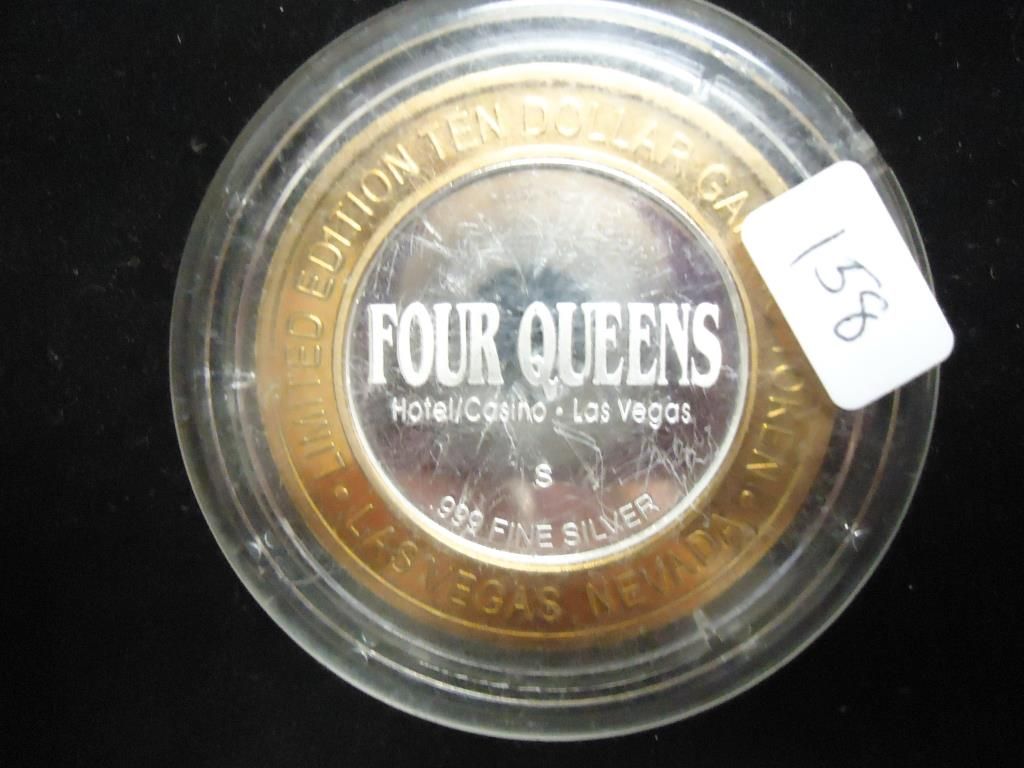 LIMITED EDITION TEN DOLLAR GA TOKEN
FOUR QUEENS
Hotel/Casino • Las Vegas
S
.999 FINE SILVER
• LAS VEGAS NEVADA •
158